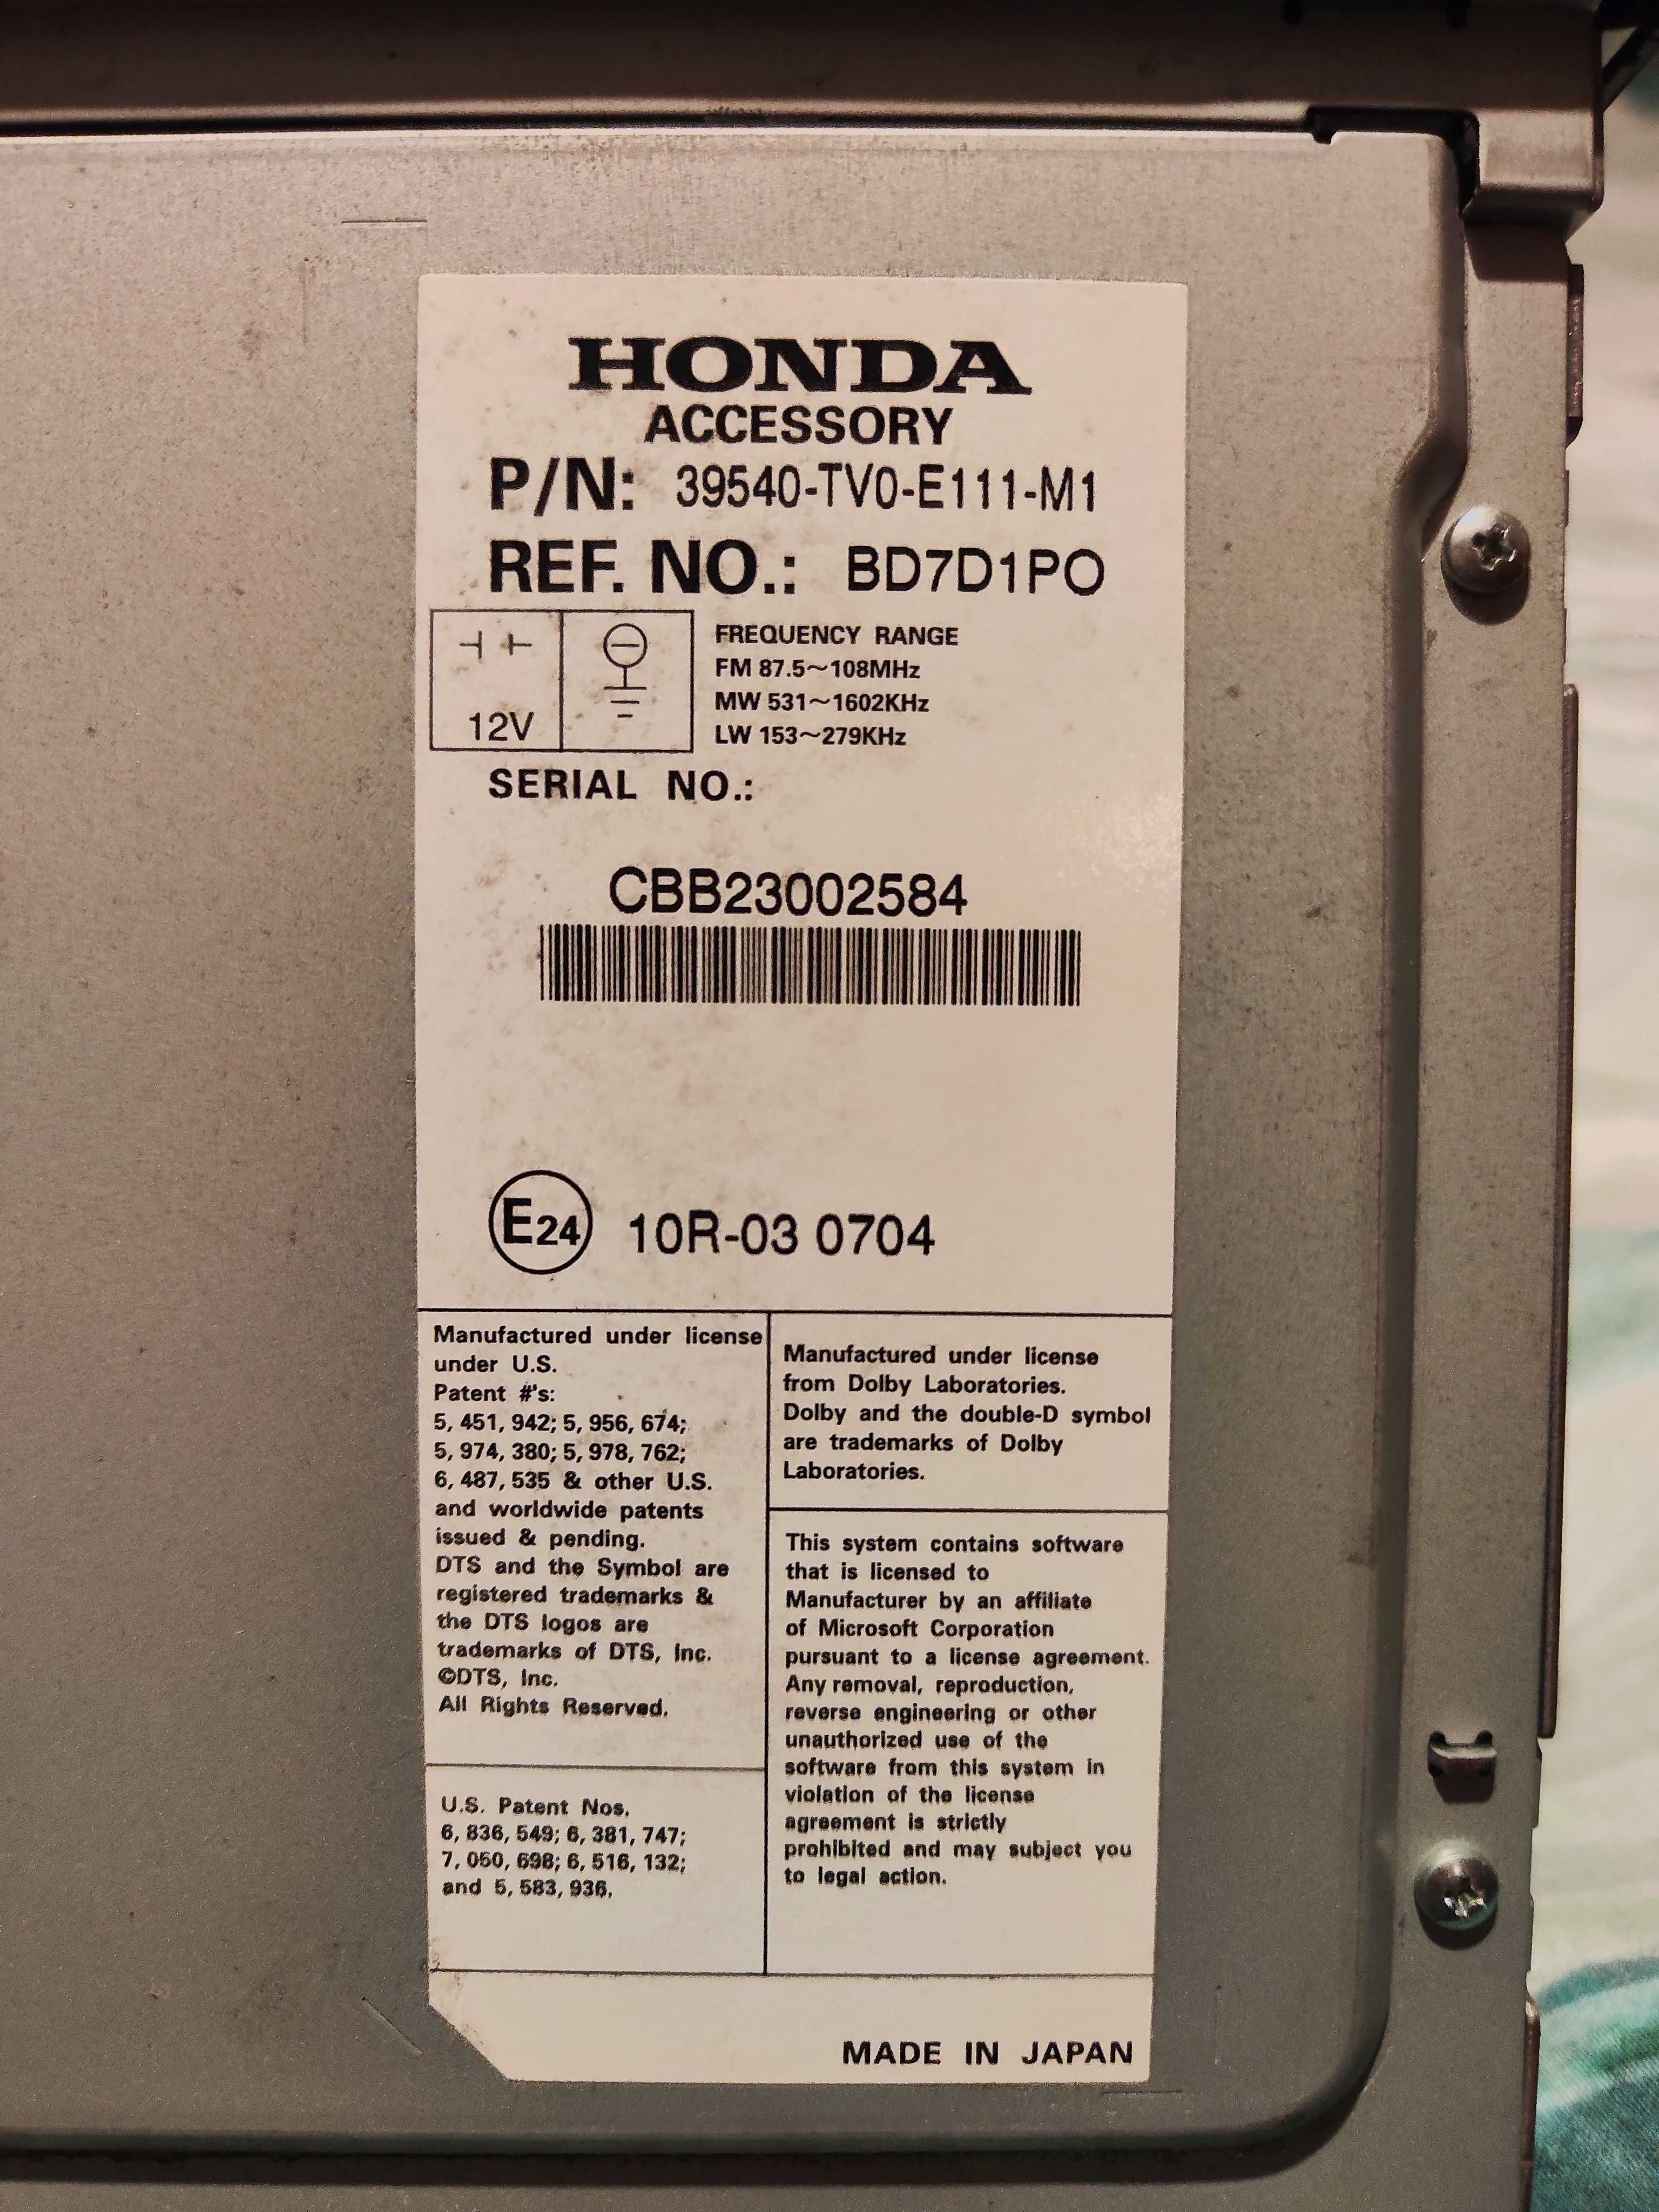 HONDA
ACCESSORY
P/N: 39540-TV0-E111-M1
REF. NO.: BD7D1PO
12V
FREQUENCY RANGE
FM 87.5~108MHz
MW 531~1602KHz
LW 153~279KHz
SERIAL NO.:
CBB23002584
E24 10R-03 0704
Manufactured under license
under U.S.
Patent #'s:
5, 451, 942; 5, 956, 674;
5, 974, 380; 5, 978, 762;
6, 487, 535 & other U.S.
and worldwide patents
issued & pending.
DTS and the Symbol are
registered trademarks &
the DTS logos are
trademarks of DTS, Inc.
©DTS, Inc.
All Rights Reserved.
U.S. Patent Nos.
6, 836, 549; 6, 381, 747;
7, 050, 698; 6, 516, 132;
and 5, 583, 936.
Manufactured under license
from Dolby Laboratories.
Dolby and the double-D symbol
are trademarks of Dolby
Laboratories.
This system contains software
that is licensed to
Manufacturer by an affiliate
of Microsoft Corporation
pursuant to a license agreement.
Any removal, reproduction,
reverse engineering or other
unauthorized use of the
software from this system in
violation of the license
agreement is strictly
prohibited and may subject you
to legal action.
MADE IN JAPAN